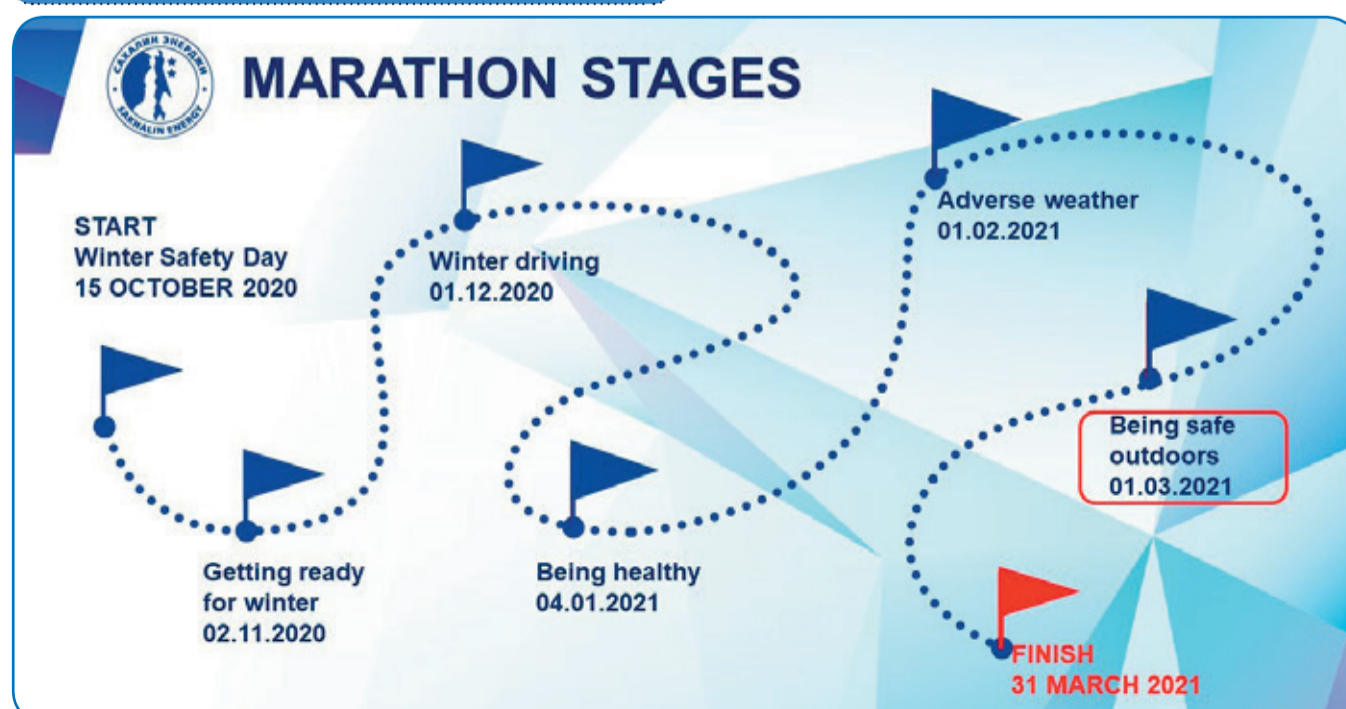 САХАЛИН ЭНЕРДЖИ
SAKHALIN ENERGY
MARATHON STAGES
START
Winter Safety Day
15 OCTOBER 2020
Getting ready
for winter
02.11.2020
Winter driving
01.12.2020
Being healthy
04.01.2021
Adverse weather
01.02.2021
Being safe
outdoors
01.03.2021
FINISH
31 MARCH 2021